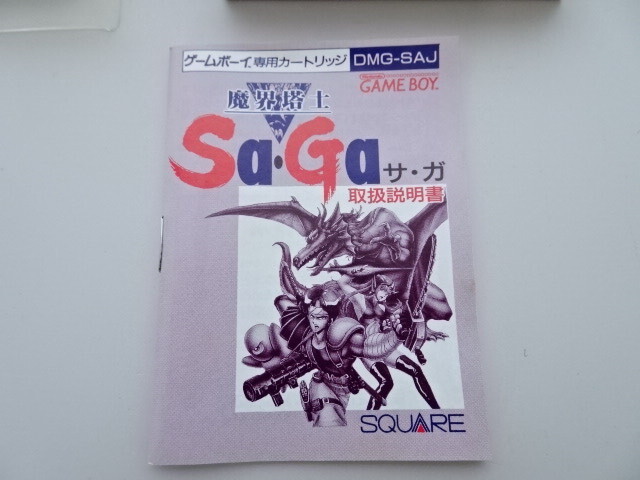 ゲームボーイ専用カートリッジ DMG-SAJ
Nintendo
GAME BOY
魔界塔士
Sa・Ga サ・ガ
取扱説明書
SQUARE